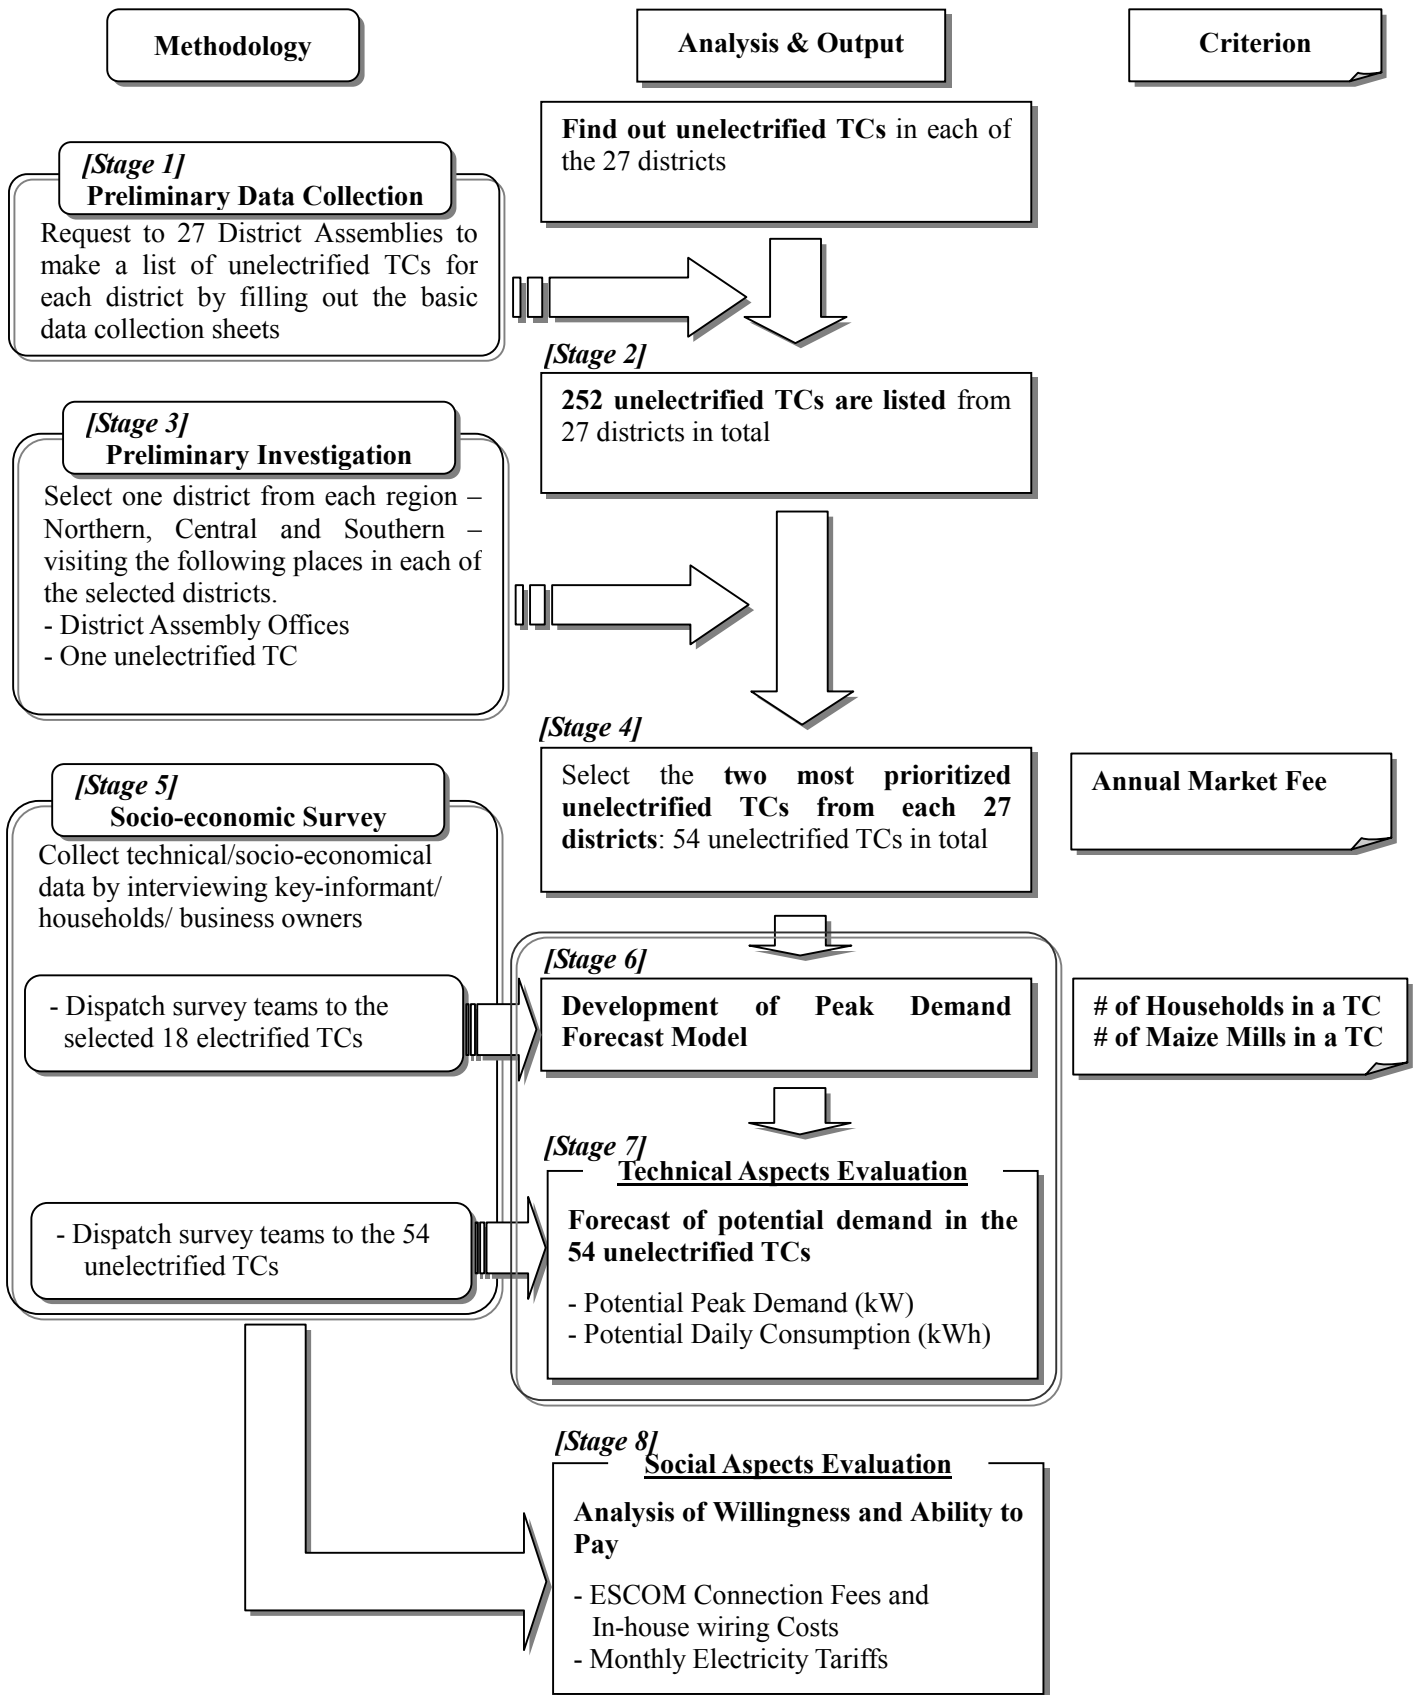 Methodology
Analysis & Output
Criterion
Find out unelectrified TCs in each of
the 27 districts
[Stage 1]
Preliminary Data Collection
Request to 27 District Assemblies to
make a list of unelectrified TCs for
each district by filling out the basic
data collection sheets
[Stage 2]
252 unelectrified TCs are listed from
27 districts in total
[Stage 3]
Preliminary Investigation
Select one district from each region –
Northern, Central and Southern –
visiting the following places in each of
the selected districts.
- District Assembly Offices
- One unelectrified TC
[Stage 4]
Select the two most prioritized
unelectrified TCs from each 27
districts: 54 unelectrified TCs in total
Annual Market Fee
[Stage 5]
Socio-economic Survey
Collect technical/socio-economical
data by interviewing key-informant/
households/ business owners
- Dispatch survey teams to the
selected 18 electrified TCs
[Stage 6]
Development of Peak Demand
Forecast Model
# of Households in a TC
# of Maize Mills in a TC
- Dispatch survey teams to the 54
unelectrified TCs
[Stage 7]
Technical Aspects Evaluation
Forecast of potential demand in the
54 unelectrified TCs
- Potential Peak Demand (kW)
- Potential Daily Consumption (kWh)
[Stage 8]
Social Aspects Evaluation
Analysis of Willingness and Ability to
Pay
- ESCOM Connection Fees and
In-house wiring Costs
- Monthly Electricity Tariffs